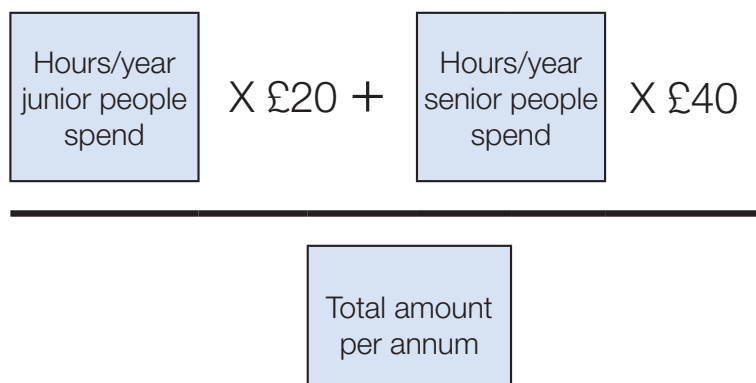 Hours/year
junior people
spend
X £20 +
Hours/year
senior people
spend
X £40
Total amount
per annum